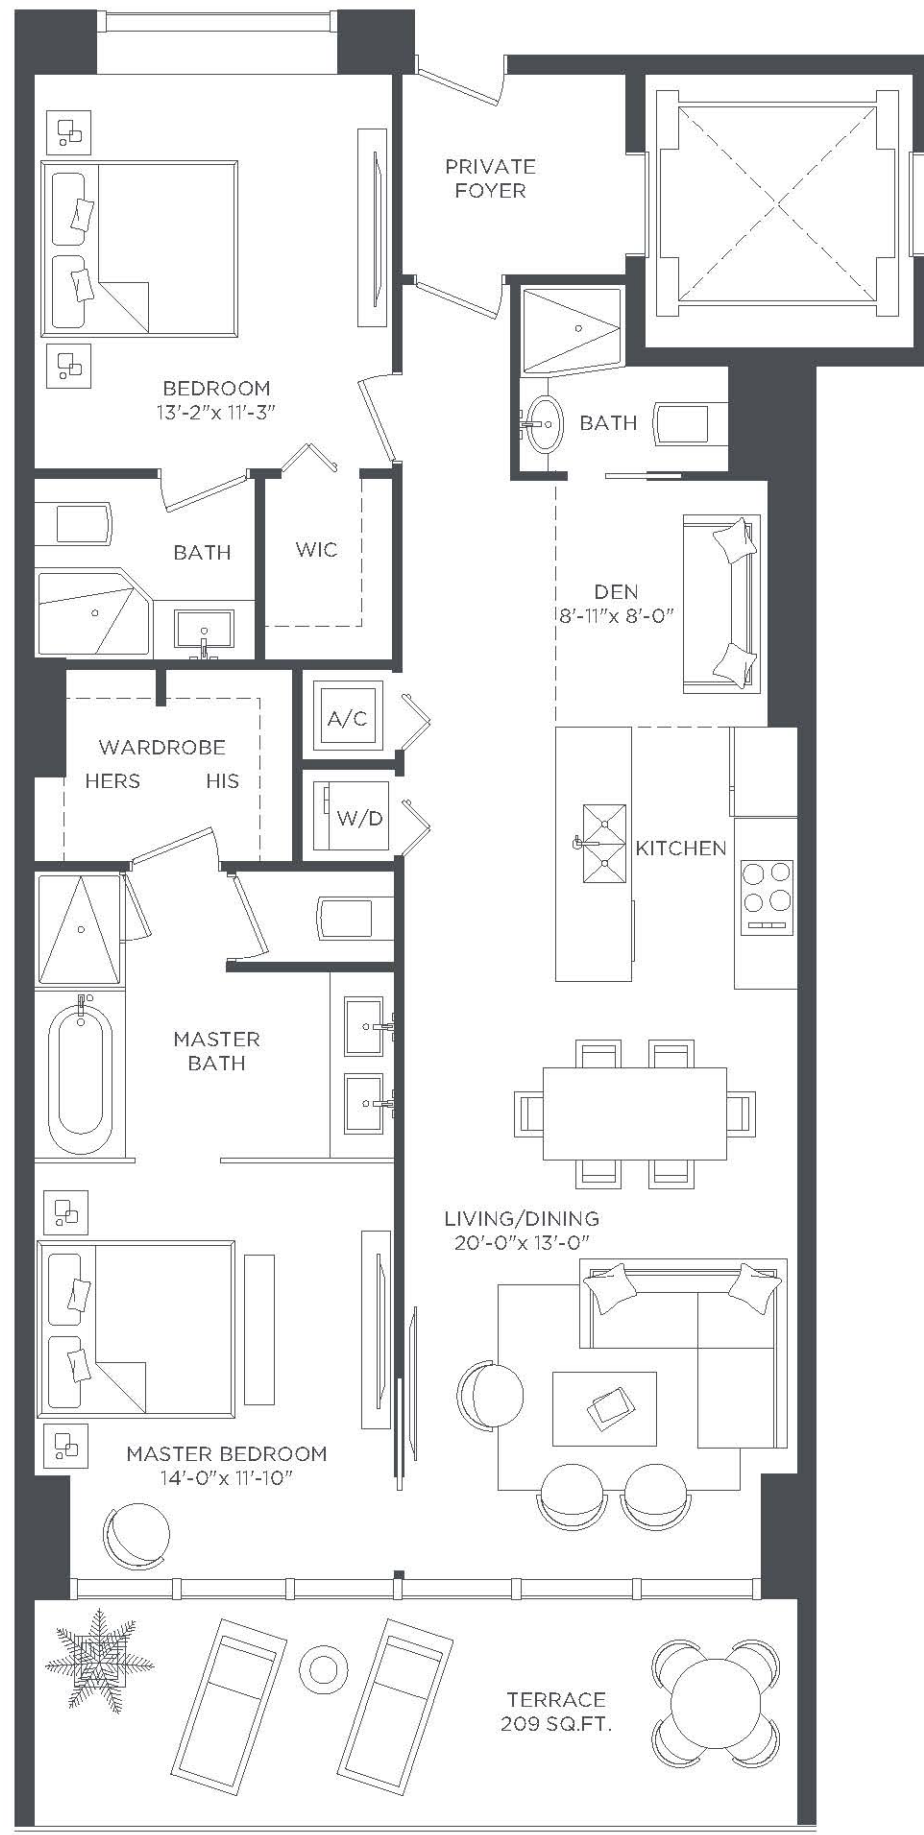 PRIVATE
FOYER
BEDROOM
13'-2"x 11'-3"
BATH
BATH
WIC
DEN
8'-11"x 8'-0"
A/C
WARDROBE
HERS HIS
W/D
KITCHEN
MASTER
BATH
LIVING/DINING
20'-0"x 13'-0"
MASTER BEDROOM
14'-0"x 11'-10"
TERRACE
209 SQ.FT.